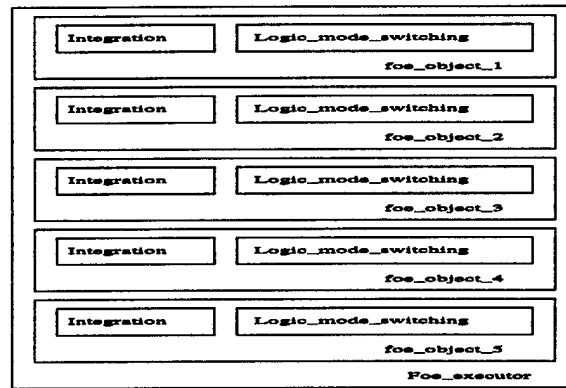 Integration Logic_mode_switching
foe_object_1
Integration Logic_mode_switching
foe_object_2
Integration Logic_mode_switching
foe_object_3
Integration Logic_mode_switching
foe_object_4
Integration Logic_mode_switching
foe_object_5
Foe_executor